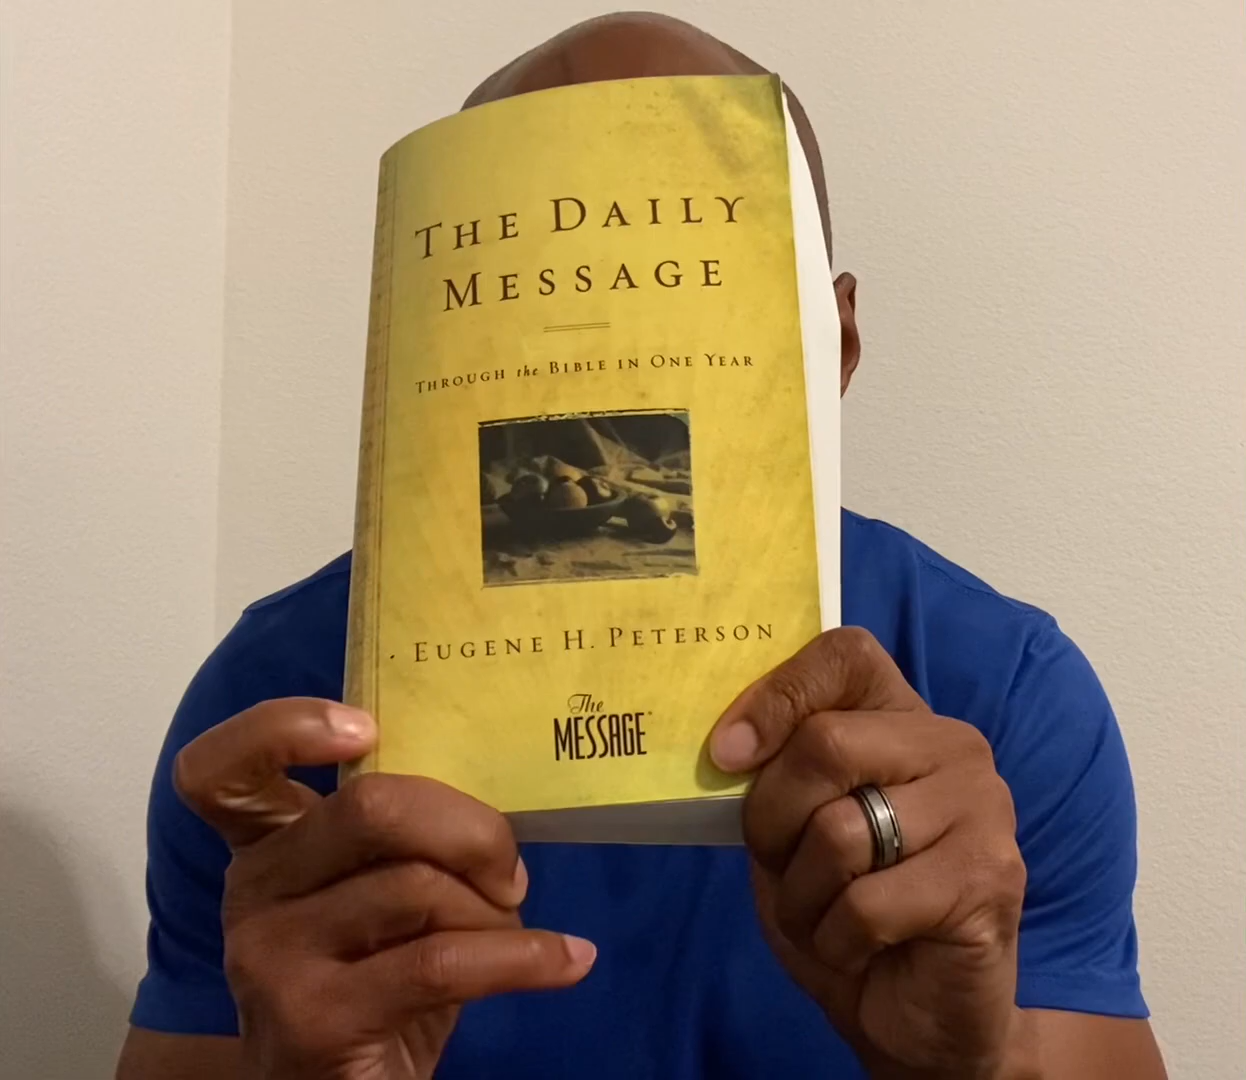 THE DAILY
MESSAGE
THROUGH the BIBLE IN ONE YEAR
EUGENE H. PETERSON
The
MESSAGE